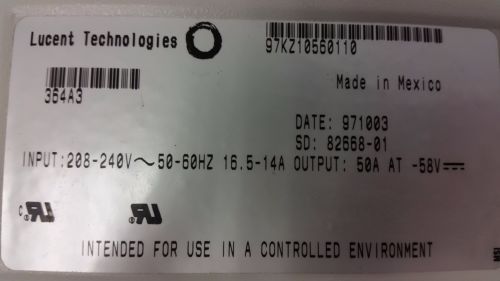 Lucent Technologies
97KZ10560110
364A3
Made in Mexico
DATE: 971003
SD: 82668-01
INPUT:208-240V∼50-60HZ 16.5-14A OUTPUT: 50A AT -58V⎓
INTENDED FOR USE IN A CONTROLLED ENVIRONMENT